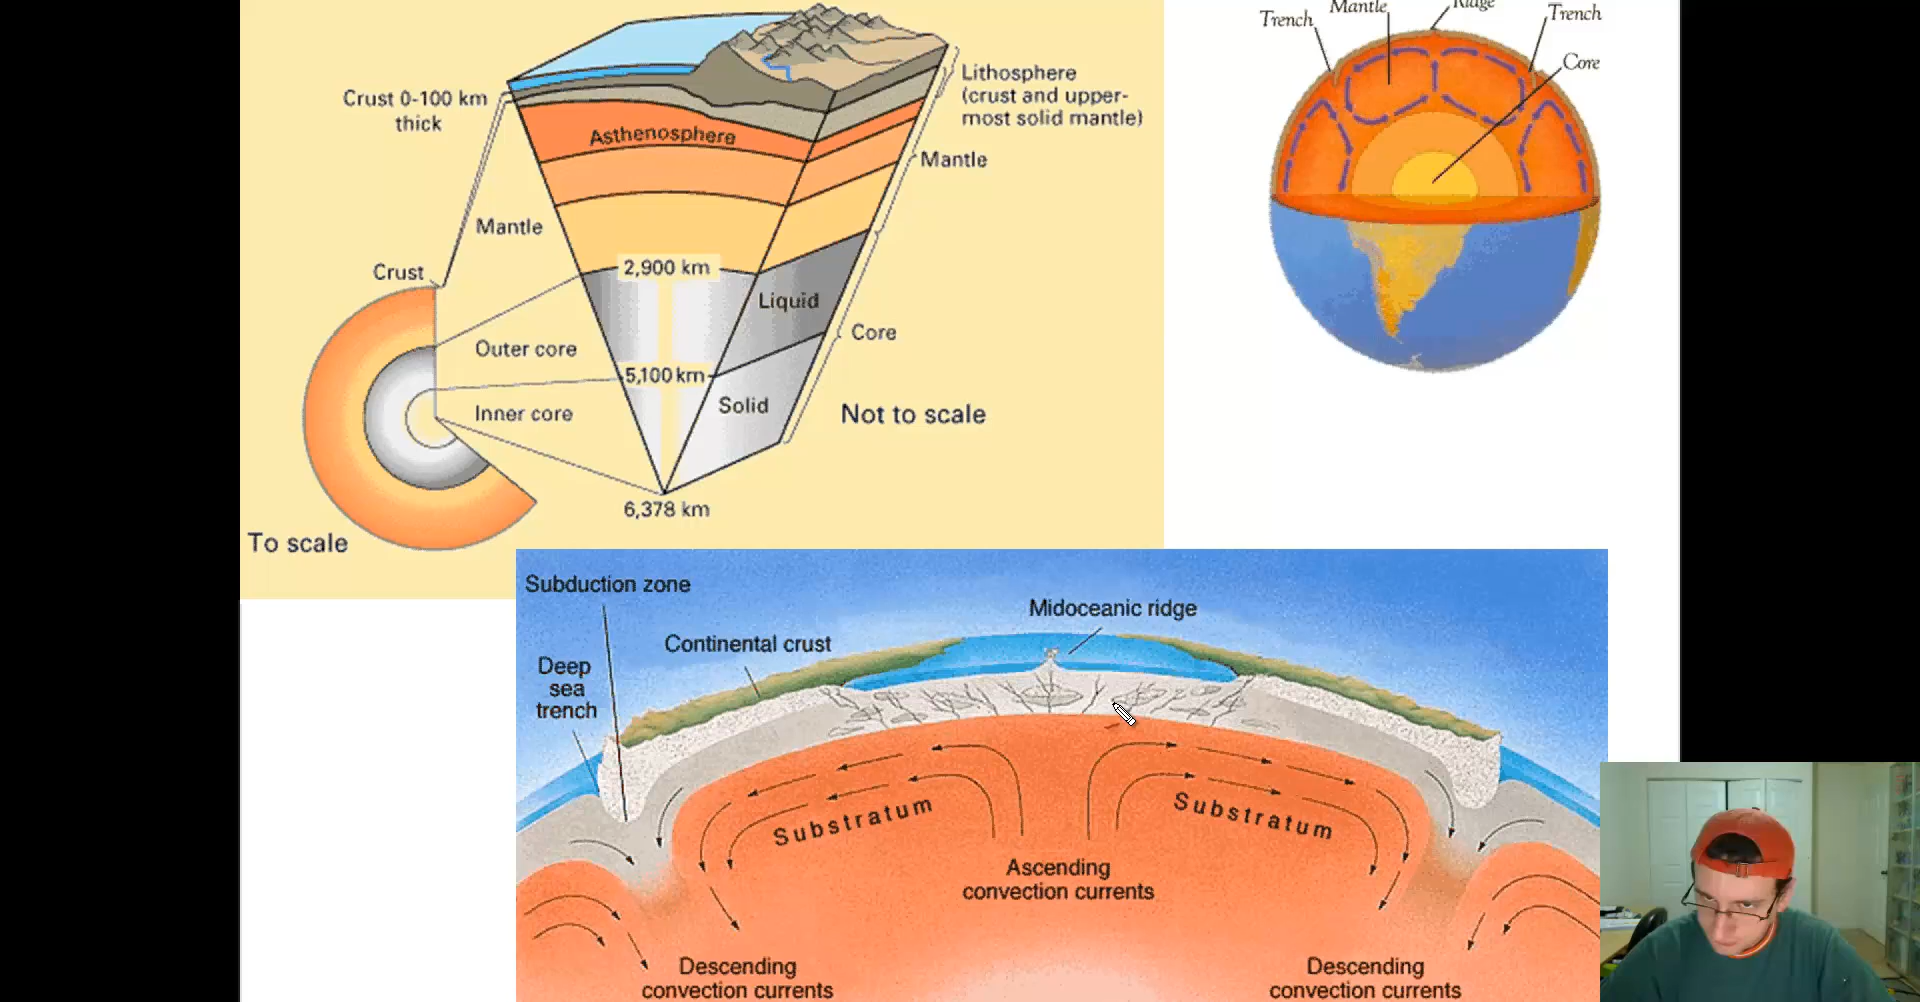 Crust 0-100 km
thick
Asthenosphere
Lithosphere
(crust and upper-
most solid mantle)
Mantle
Mantle
Crust
2,900 km
Liquid
Core
Outer core
5,100 km
Inner core
Solid
Not to scale
6,378 km
To scale
Trench
Mantle
Ridge
Trench
Core
Subduction zone
Midoceanic ridge
Continental crust
Deep
sea
trench
Substratum
Substratum
Ascending
convection currents
Descending
convection currents
Descending
convection currents